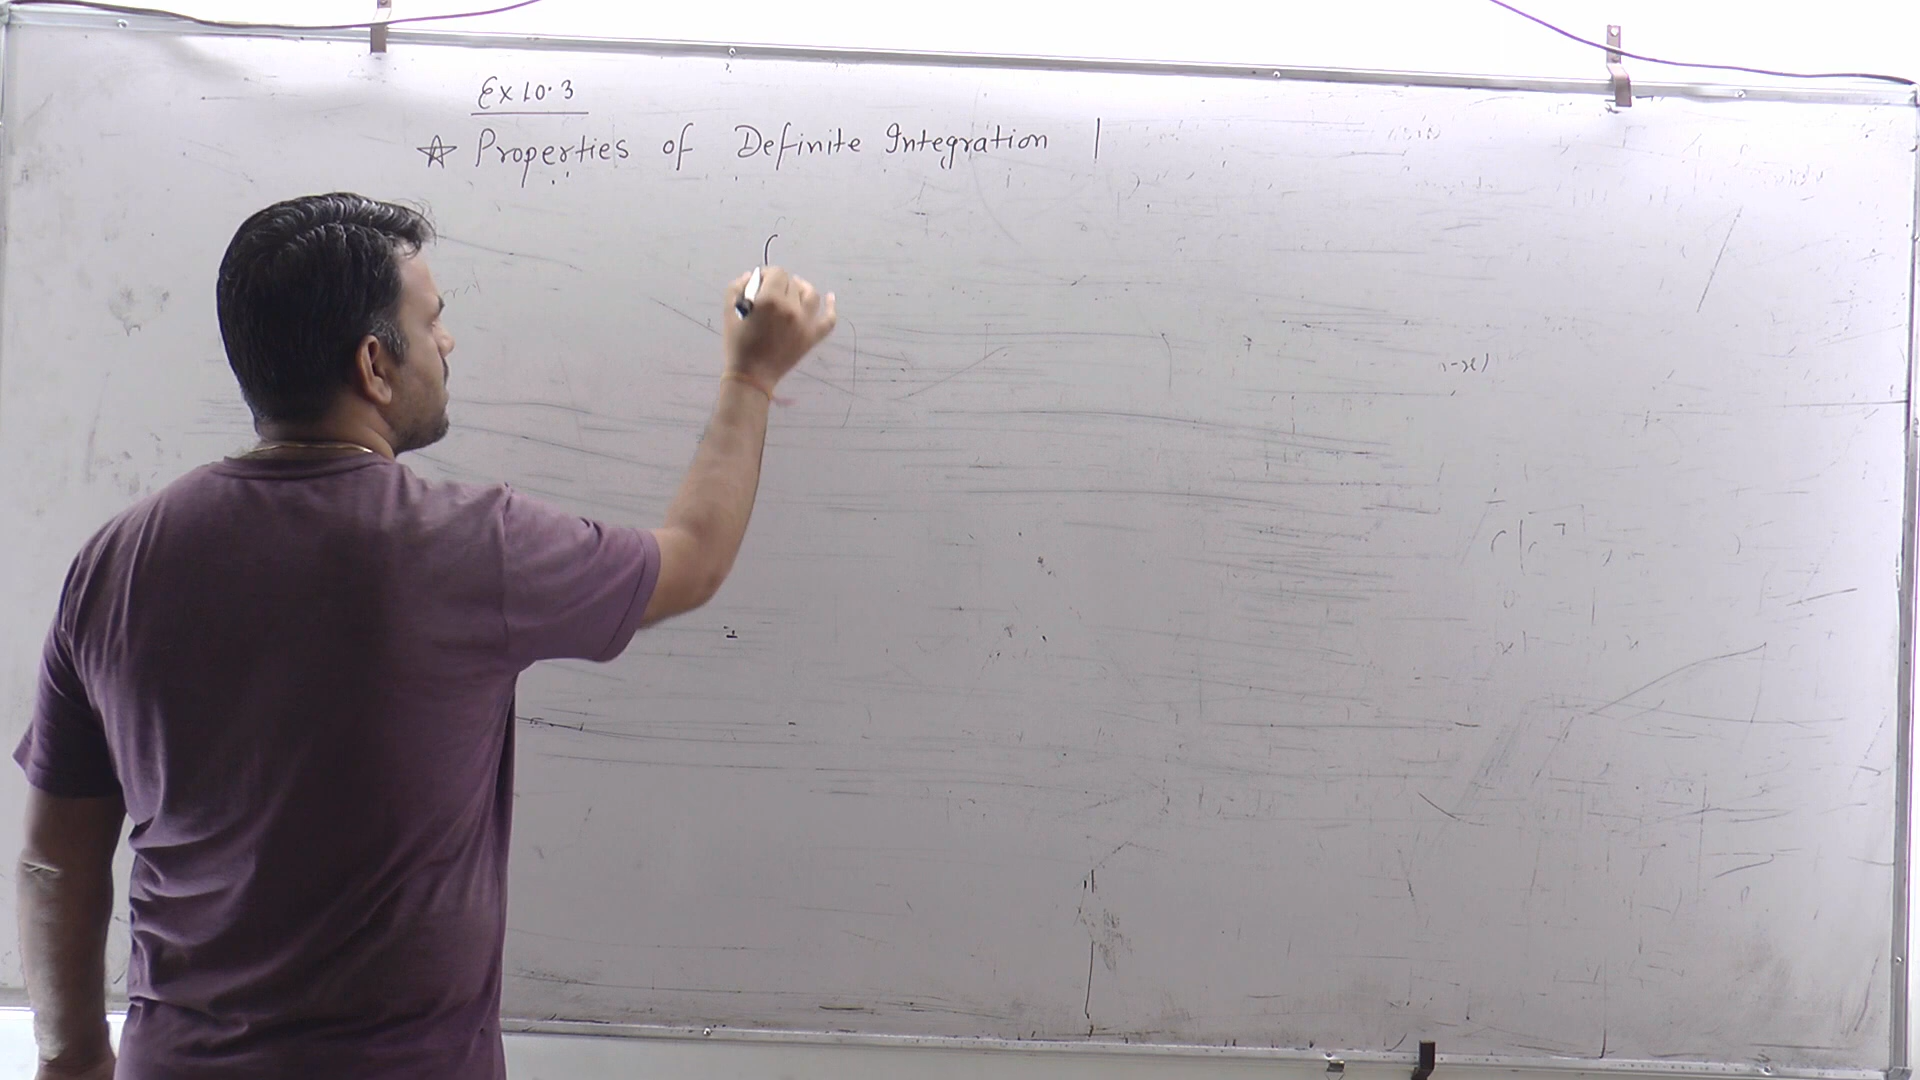 Ex 10.3
☆ Properties of Definite Integration |